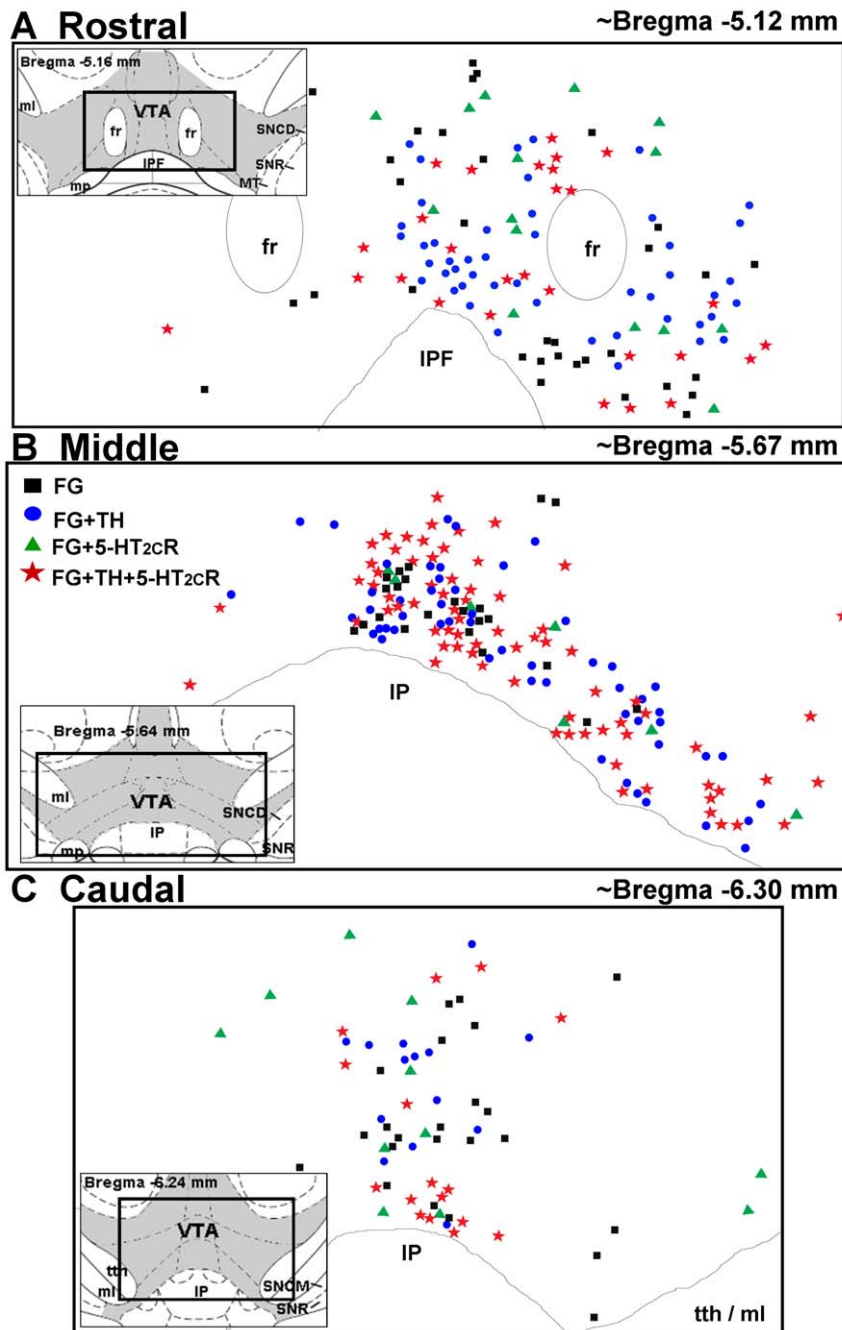 A Rostral ~Bregma -5.12 mm
Bregma -5.16 mm
ml
VTA
fr fr
SNCD
IPF
SNR
mp
MT
fr
fr
IPF
B Middle ~Bregma -5.67 mm
FG
FG+TH
FG+5-HT2CR
FG+TH+5-HT2CR
IP
Bregma -5.64 mm
ml
VTA
SNCD
IP
mp
SNR
C Caudal ~Bregma -6.30 mm
Bregma -6.24 mm
VTA
tth
ml
IP
SNCM
SNR
IP
tth / ml